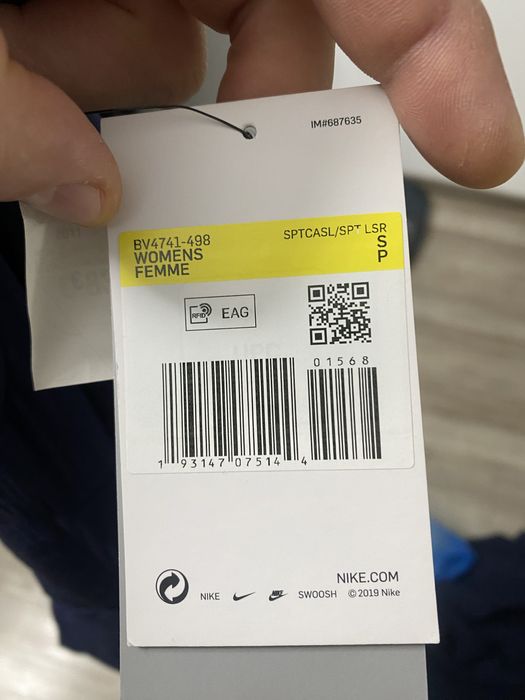 IM#687635
BV4741-498 SPTCASL/SPT LSR
WOMENS S
FEMME P
RFID EAG
01568
1 93147 07514 4
NIKE.COM
NIKE SWOOSH © 2019 Nike